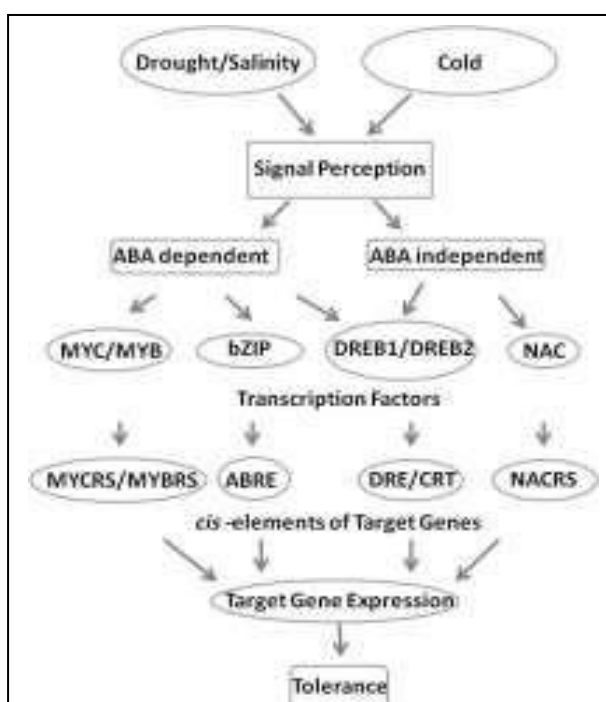 Drought/Salinity Cold
Signal Perception
ABA dependent ABA independent
MYC/MYB bZIP DREB1/DREB2 NAC
Transcription Factors
MYCRS/MYBRS ABRE DRE/CRT NACRS
cis -elements of Target Genes
Target Gene Expression
Tolerance